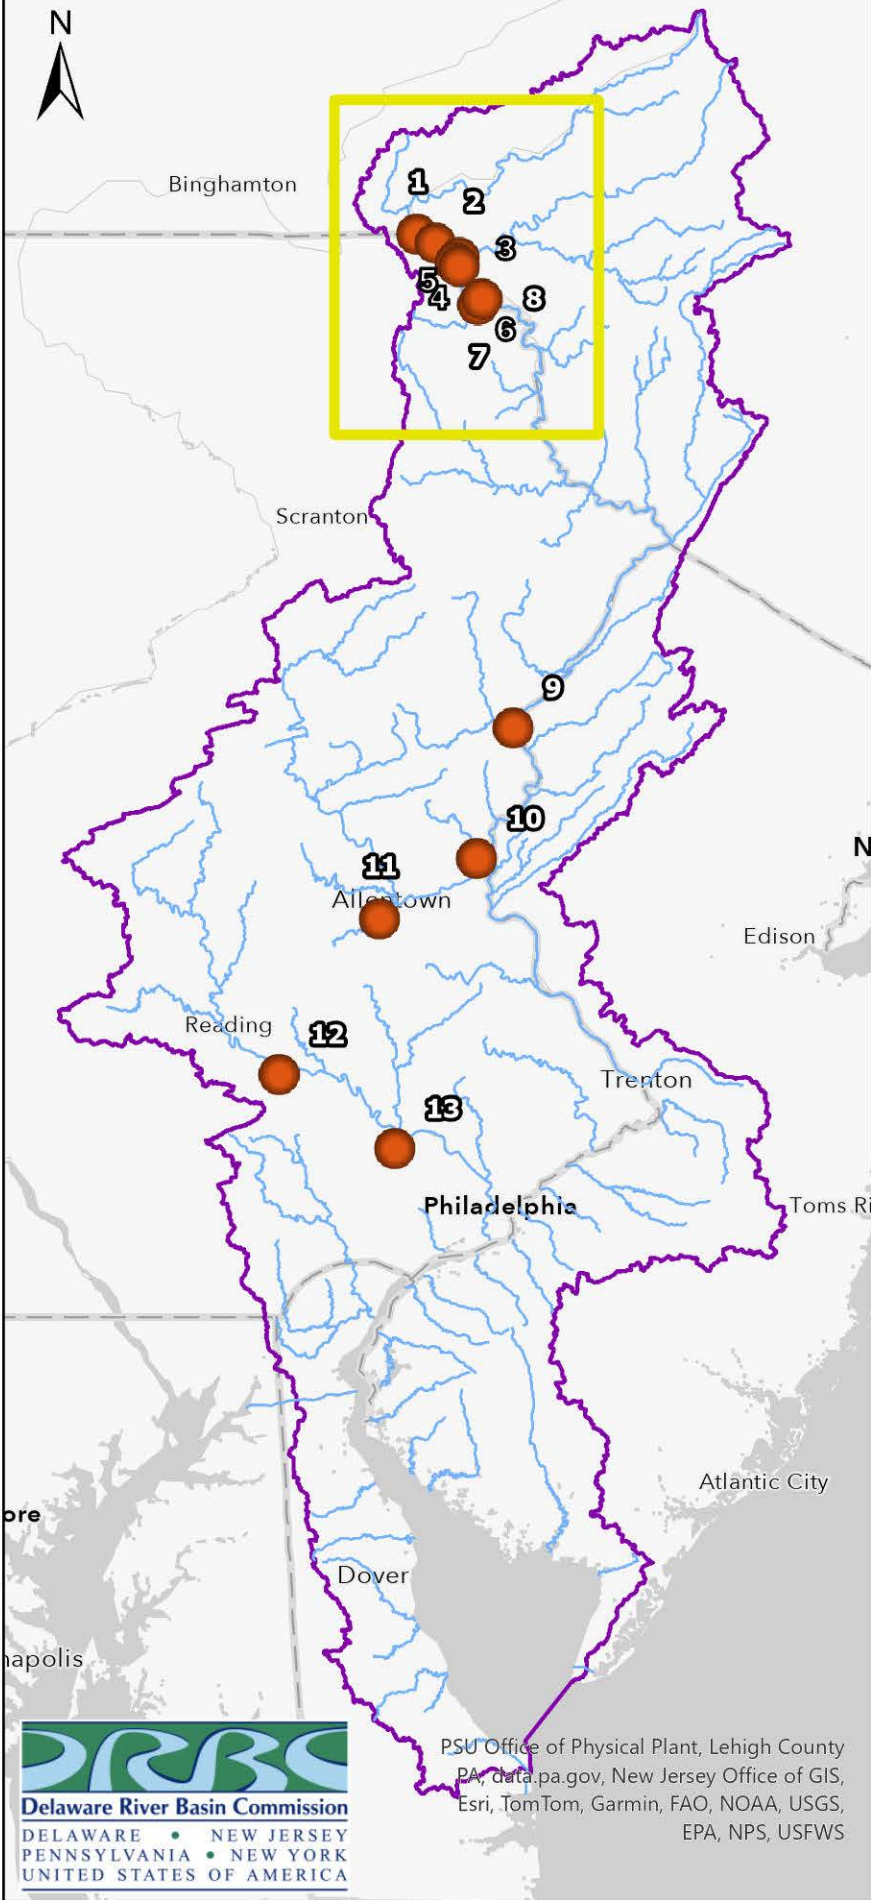 N
Binghamton
1
2
3
5
4
8
6
7
Scranton
9
10
11
Allentown
N
Edison
Reading
12
Trenton
13
Philadelphia
Toms Ri
Atlantic City
ore
Dover
napolis
DRBC
Delaware River Basin Commission
DELAWARE • NEW JERSEY
PENNSYLVANIA • NEW YORK
UNITED STATES OF AMERICA
PSU Office of Physical Plant, Lehigh County
PA, data.pa.gov, New Jersey Office of GIS,
Esri, TomTom, Garmin, FAO, NOAA, USGS,
EPA, NPS, USFWS